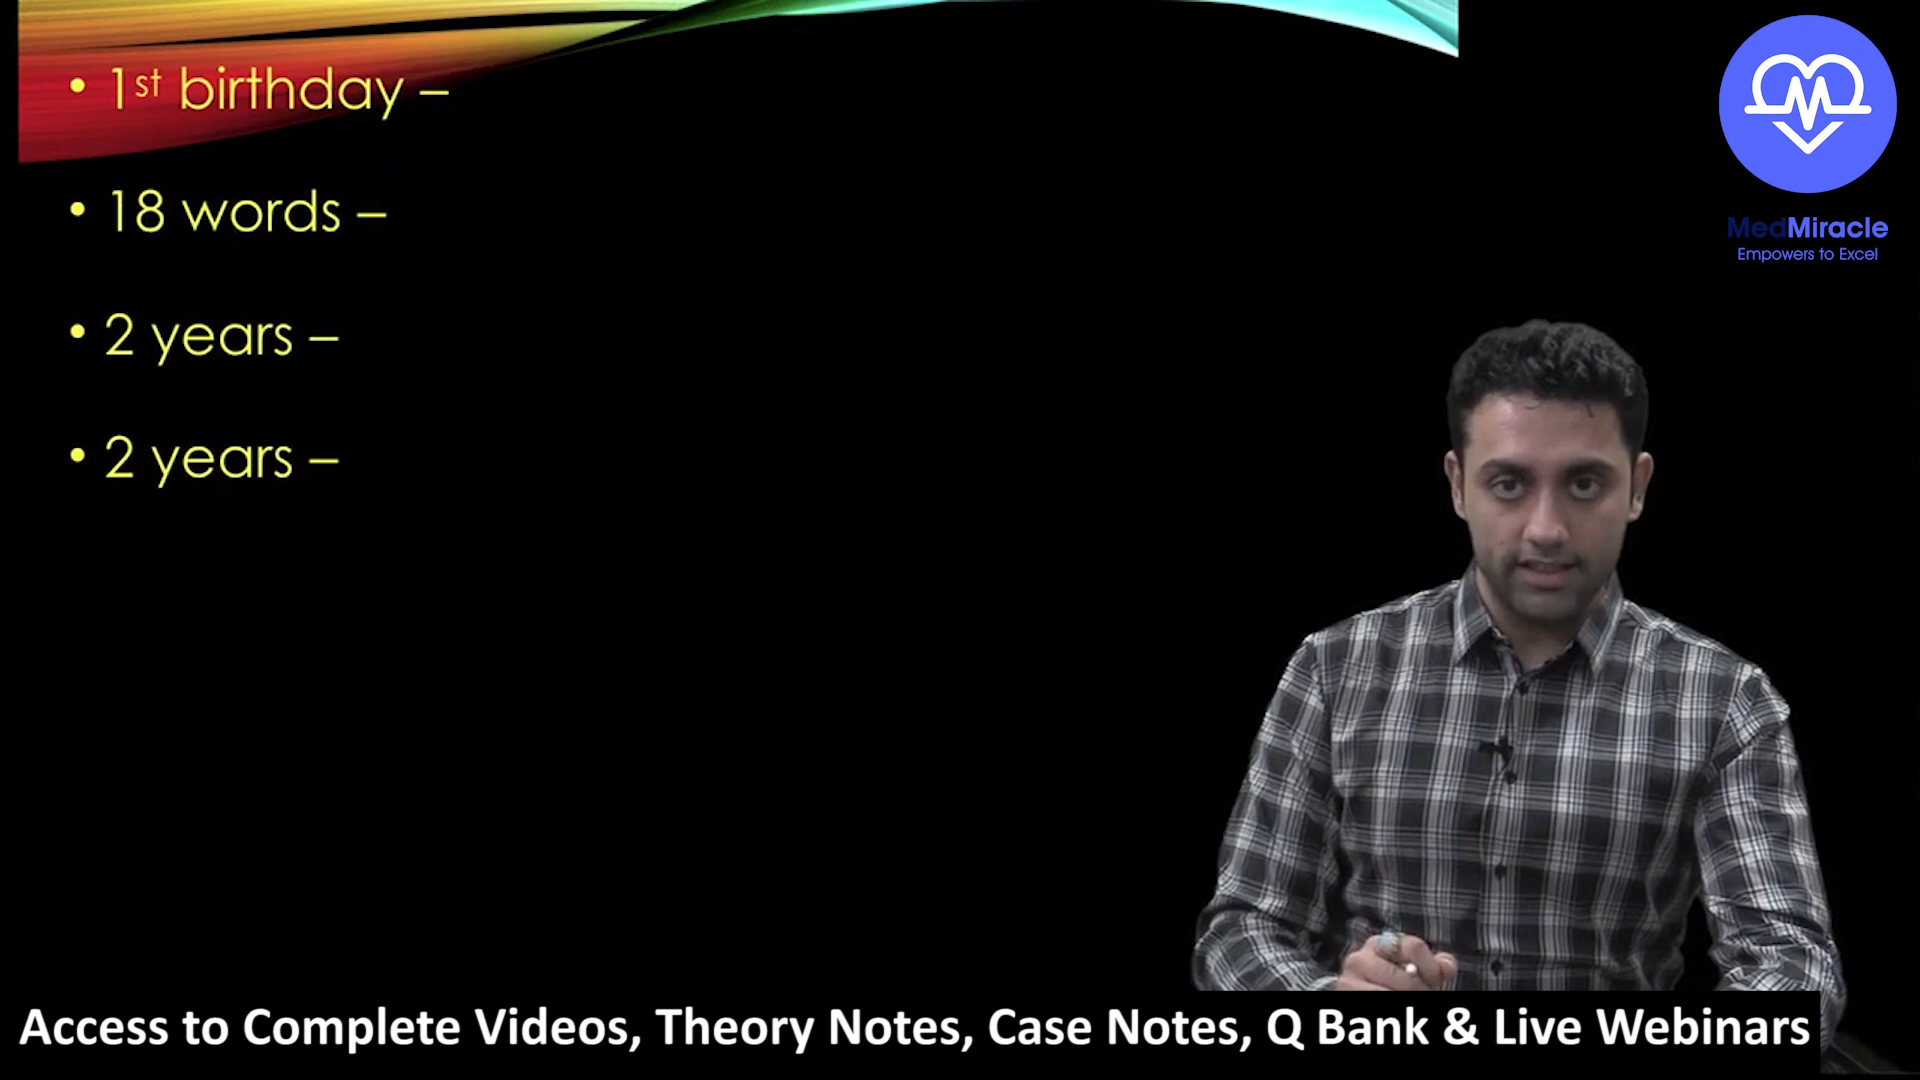 • 1st birthday –
• 18 words –
• 2 years –
• 2 years –
MedMiracle
Empowers to Excel
Access to Complete Videos, Theory Notes, Case Notes, Q Bank & Live Webinars